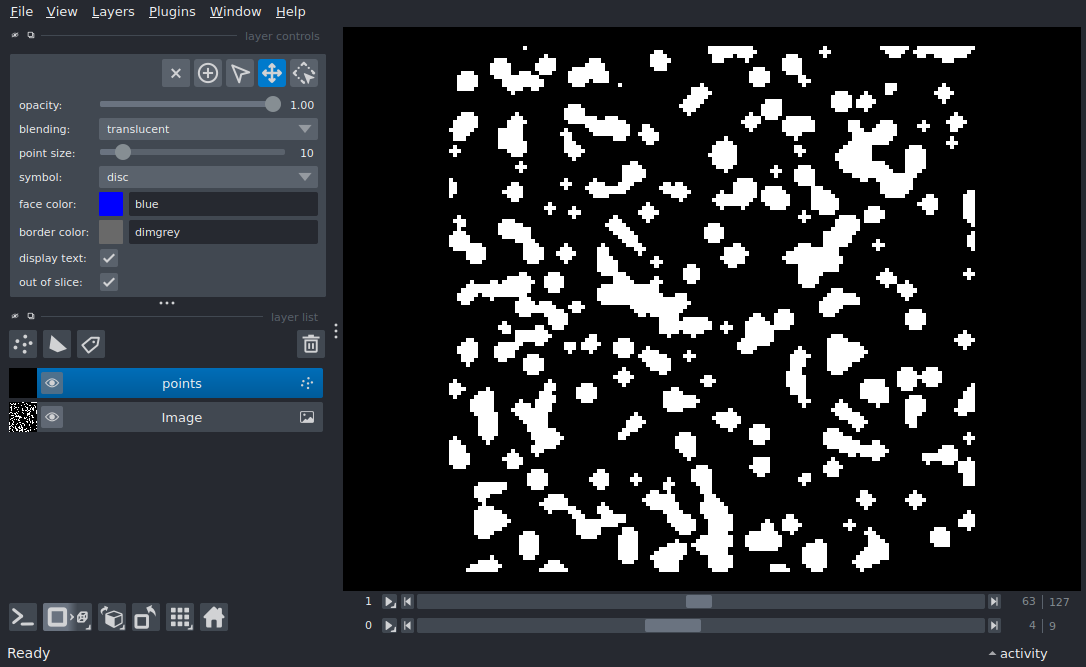 File View Layers Plugins Window Help
layer controls
opacity: 1.00
blending: translucent
point size: 10
symbol: disc
face color: blue
border color: dimgrey
display text:
out of slice:
layer list
points
Image
1 63 127
0 4 9
Ready activity